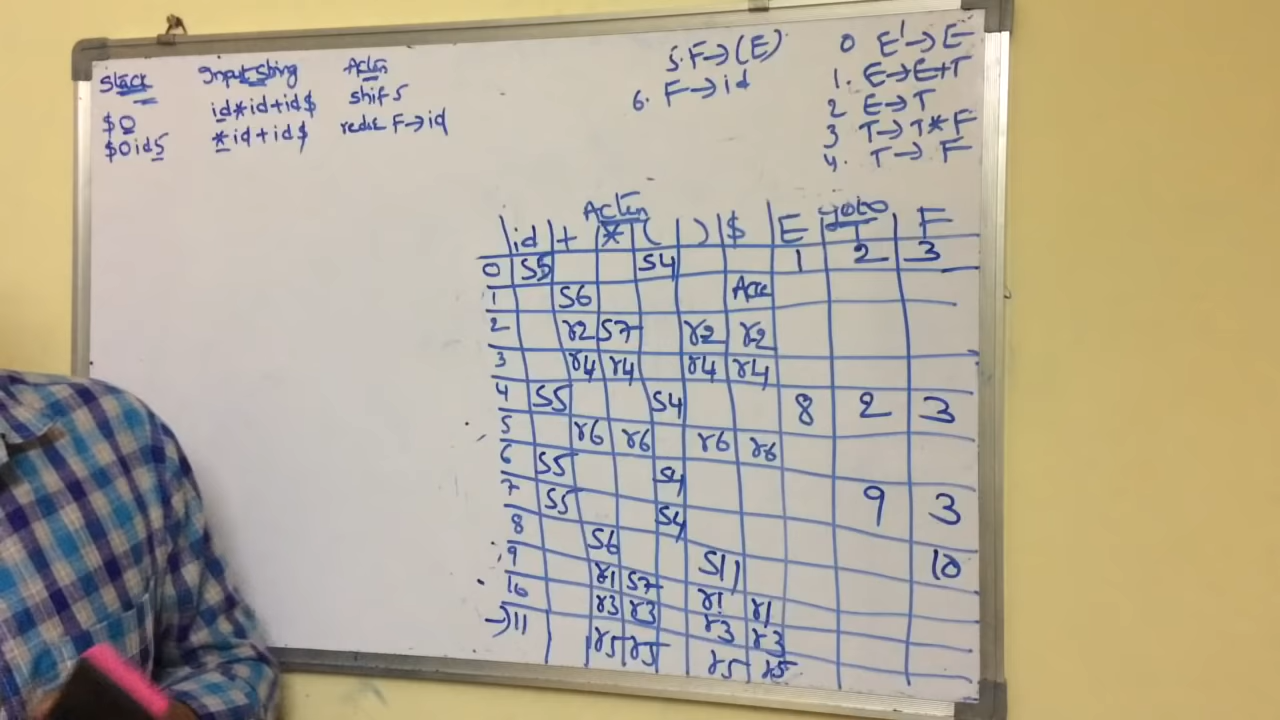 Stack Input string Action
$0 id*id+id$ shift 5
$0id5 *id+id$ reduce F→id
5. F→(E)
6. F→id
0 E'→E
1. E→E+T
2 E→T
3 T→T*F
4. T→F
Action goto
id + * ( ) $ E T F
0 S5 S4 1 2 3
1 S6 Acc
2 r2 S7 r2 r2
3 r4 r4 r4 r4
4 S5 S4 8 2 3
5 r6 r6 r6 r6
6 S5 S4 9 3
7 S5 S4 10
8 S6 S11
9 r1 S7 r1 r1
10 r3 r3 r3 r3
→11 r5 r5 r5 r5